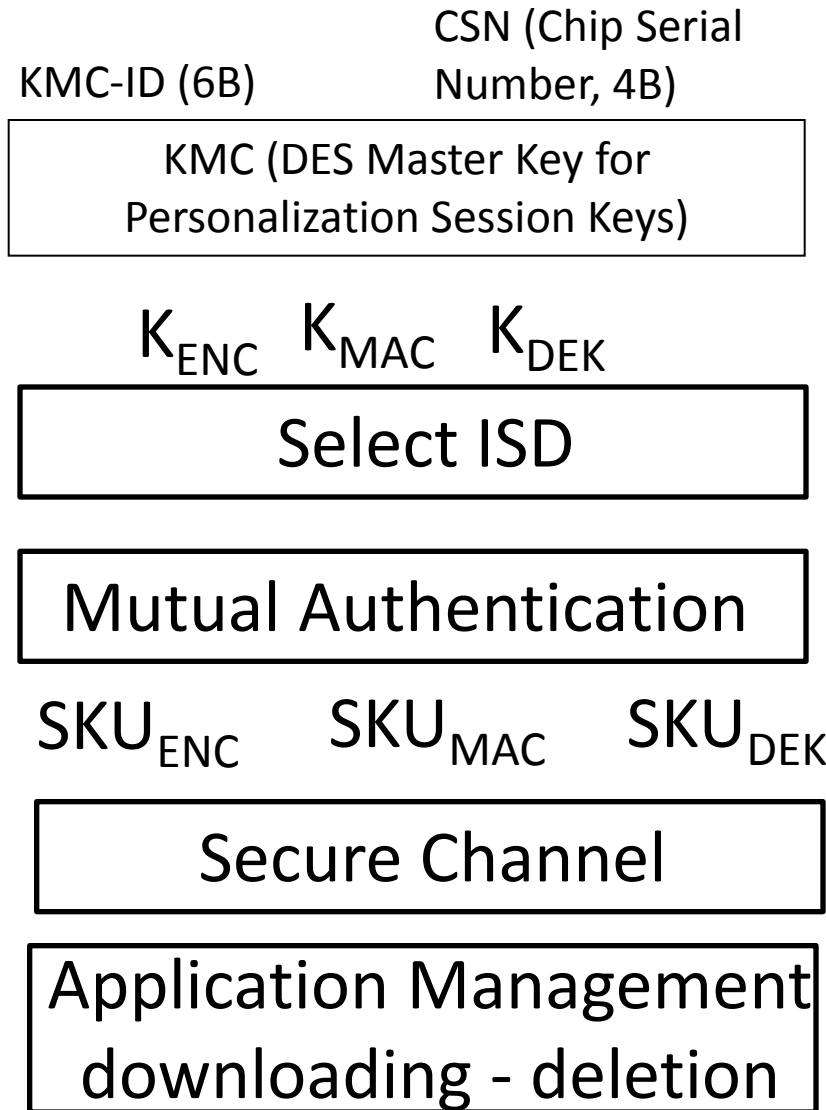 KMC-ID (6B)
CSN (Chip Serial
Number, 4B)
KMC (DES Master Key for
Personalization Session Keys)
KENC KMAC KDEK
Select ISD
Mutual Authentication
SKUENC SKUMAC SKUDEK
Secure Channel
Application Management
downloading - deletion